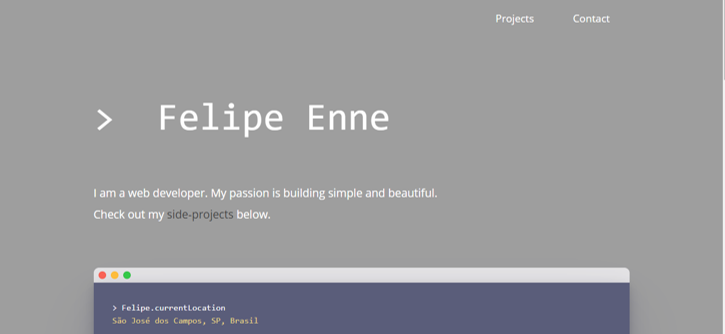 Projects Contact
> Felipe Enne
I am a web developer. My passion is building simple and beautiful.
Check out my side-projects below.
> Felipe.currentLocation
São José dos Campos, SP, Brasil